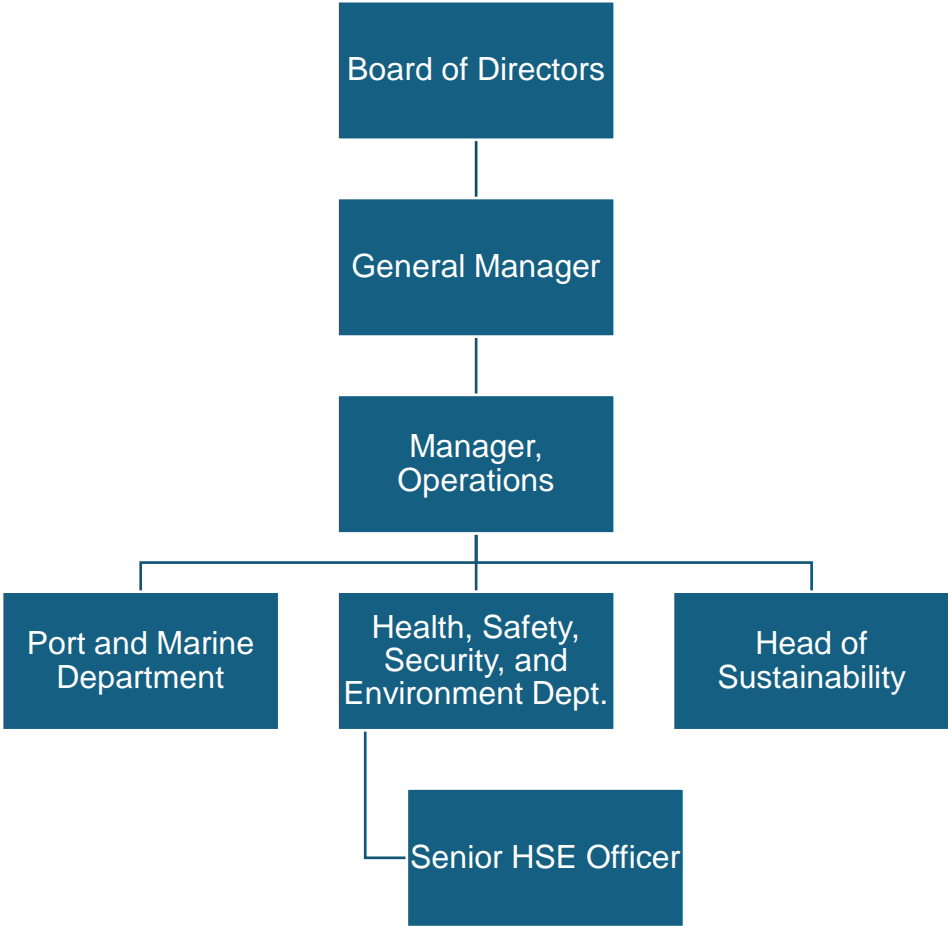 Board of Directors
General Manager
Manager,
Operations
Port and Marine
Department
Health, Safety,
Security, and
Environment Dept.
Head of
Sustainability
Senior HSE Officer